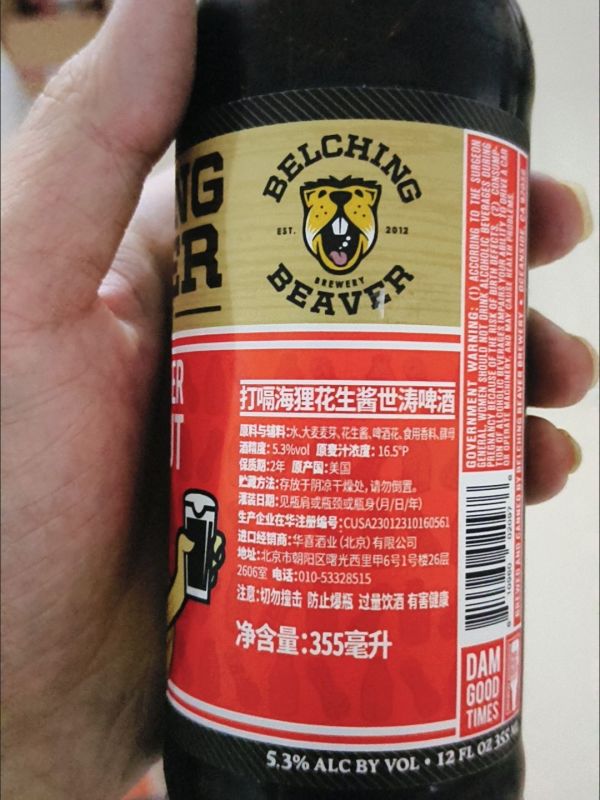 NG
ER
BELCHING
EST. 2012
BREWERY
BEAVER
ER
UT
打嗝海狸花生酱世涛啤酒
原料与辅料:水、大麦麦芽、花生酱、啤酒花、食用香料、酵母
酒精度:5.3%vol 原麦汁浓度:16.5°P
保质期:2年 原产国:美国
贮藏方法:存放于阴凉干燥处,请勿倒置。
灌装日期:见瓶肩或瓶颈或瓶身(月/日/年)
生产企业在华注册编号:CUSA23012310160561
进口经销商:华喜酒业(北京)有限公司
地址:北京市朝阳区曙光西里甲6号1号楼26层
2606室 电话:010-53328515
注意:切勿撞击 防止爆瓶 过量饮酒 有害健康
净含量:355毫升
GOVERNMENT WARNING: (1) ACCORDING TO THE SURGEON
GENERAL, WOMEN SHOULD NOT DRINK ALCOHOLIC BEVERAGES DURING
PREGNANCY BECAUSE OF THE RISK OF BIRTH DEFECTS. (2) CONSUMP-
TION OF ALCOHOLIC BEVERAGES IMPAIRS YOUR ABILITY TO DRIVE A CAR
OR OPERATE MACHINERY, AND MAY CAUSE HEALTH PROBLEMS.
BREWED AND CANNED BY BELCHING BEAVER BREWERY • OCEANSIDE, CA 92056
DAM
GOOD
TIMES
5.3% ALC BY VOL • 12 FL OZ 355